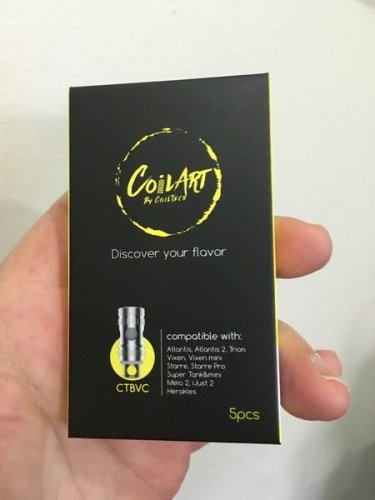 CoilART
By CoilTech
Discover your flavor
compatible with:
Atlantis, Atlantis 2, Trion
Vixen, Vixen mini
Starre, Starre Pro
Super Tank&mini
Melo 2, iJust 2
Herakles
CTBVC
5pcs